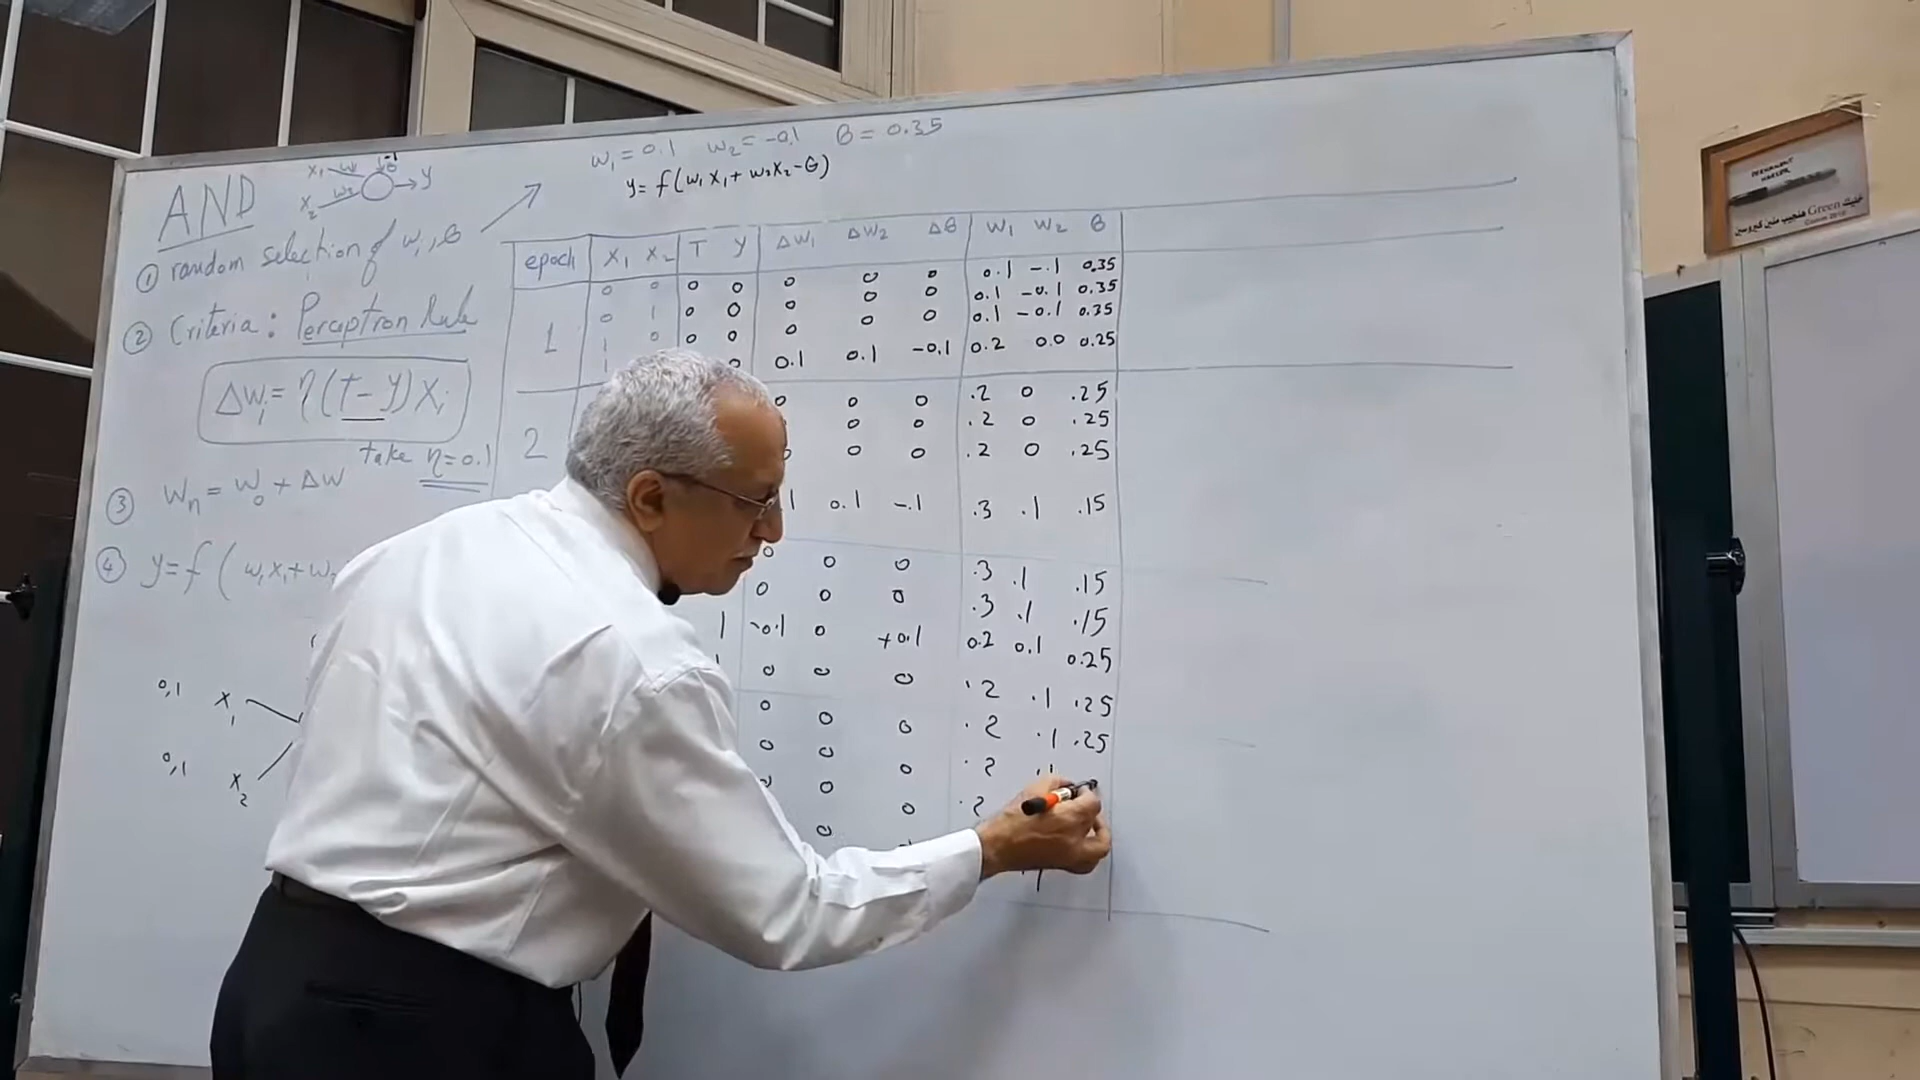 w₁ = 0.1 w₂ = -0.1 θ = 0.35
y = f(w₁x₁ + w₂x₂ - θ)
x₁ w₁ -1 θ y
x₂ w₂
AND
① random selection of w, θ
② Criteria: Perceptron Rule
Δwᵢ = η(T-y)Xᵢ
take η=0.1
③ Wn = W₀ + ΔW
④ y = f( w₁x₁ + w₂
0,1 x₁
0,1 x₂
epoch x₁ x₂ T y Δw₁ Δw₂ Δθ w₁ w₂ θ
0 0 0 0 0 0 0 0.1 -.1 0.35
0 1 0 0 0 0 0 0.1 -0.1 0.35
1 1 0 0 0 0 0 0 0.1 -0.1 0.35
1 0 0.1 0.1 -0.1 0.2 0.0 0.25
0 0 0 .2 0 .25
2 0 0 .2 0 .25
0 0 .2 0 .25
1 0.1 -.1 .3 .1 .15
0 0 0 .3 .1 .15
0 0 0 .3 .1 .15
1 -0.1 0 +0.1 0.2 0.1 0.25
0 0 0 .2 .1 .25
0 0 0 .2 .1 .25
0 0 0 .2 .1
0 0 .2
0
PERMANENT
MARKER
Green